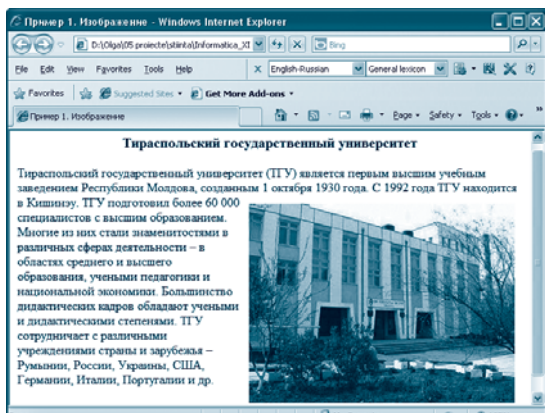 Пример 1. Изображение - Windows Internet Explorer
D:\Olga\05 proiecte\stiinta\Informatica_XI
Bing
File Edit View Favorites Tools Help
English-Russian
General lexicon
Favorites
Suggested Sites
Get More Add-ons
Пример 1. Изображение
Page Safety Tools
Тираспольский государственный университет
Тираспольский государственный университет (ТГУ) является первым высшим учебным
заведением Республики Молдова, созданным 1 октября 1930 года. С 1992 года ТГУ находится
в Кишинэу. ТГУ подготовил более 60 000
специалистов с высшим образованием.
Многие из них стали знаменитостями в
различных сферах деятельности – в
областях среднего и высшего
образования, учеными педагогики и
национальной экономики. Большинство
дидактических кадров обладают учеными
и дидактическими степенями. ТГУ
сотрудничает с различными
учреждениями страны и зарубежья –
Румынии, России, Украины, США,
Германии, Италии, Португалии и др.